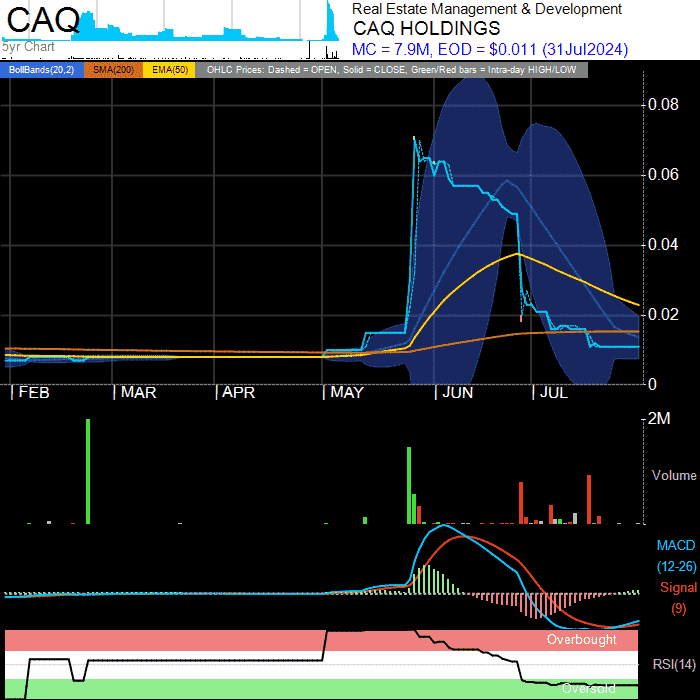 CAQ
5yr Chart
Real Estate Management & Development
CAQ HOLDINGS
MC = 7.9M, EOD = $0.011 (31Jul2024)
BollBands(20,2) SMA(200) EMA(50) OHLC Prices: Dashed = OPEN, Solid = CLOSE, Green/Red bars = Intra-day HIGH/LOW
0.08
0.06
0.04
0.02
0
FEB MAR APR MAY JUN JUL
2M
Volume
MACD
(12-26)
Signal
(9)
Overbought
RSI(14)
Oversold